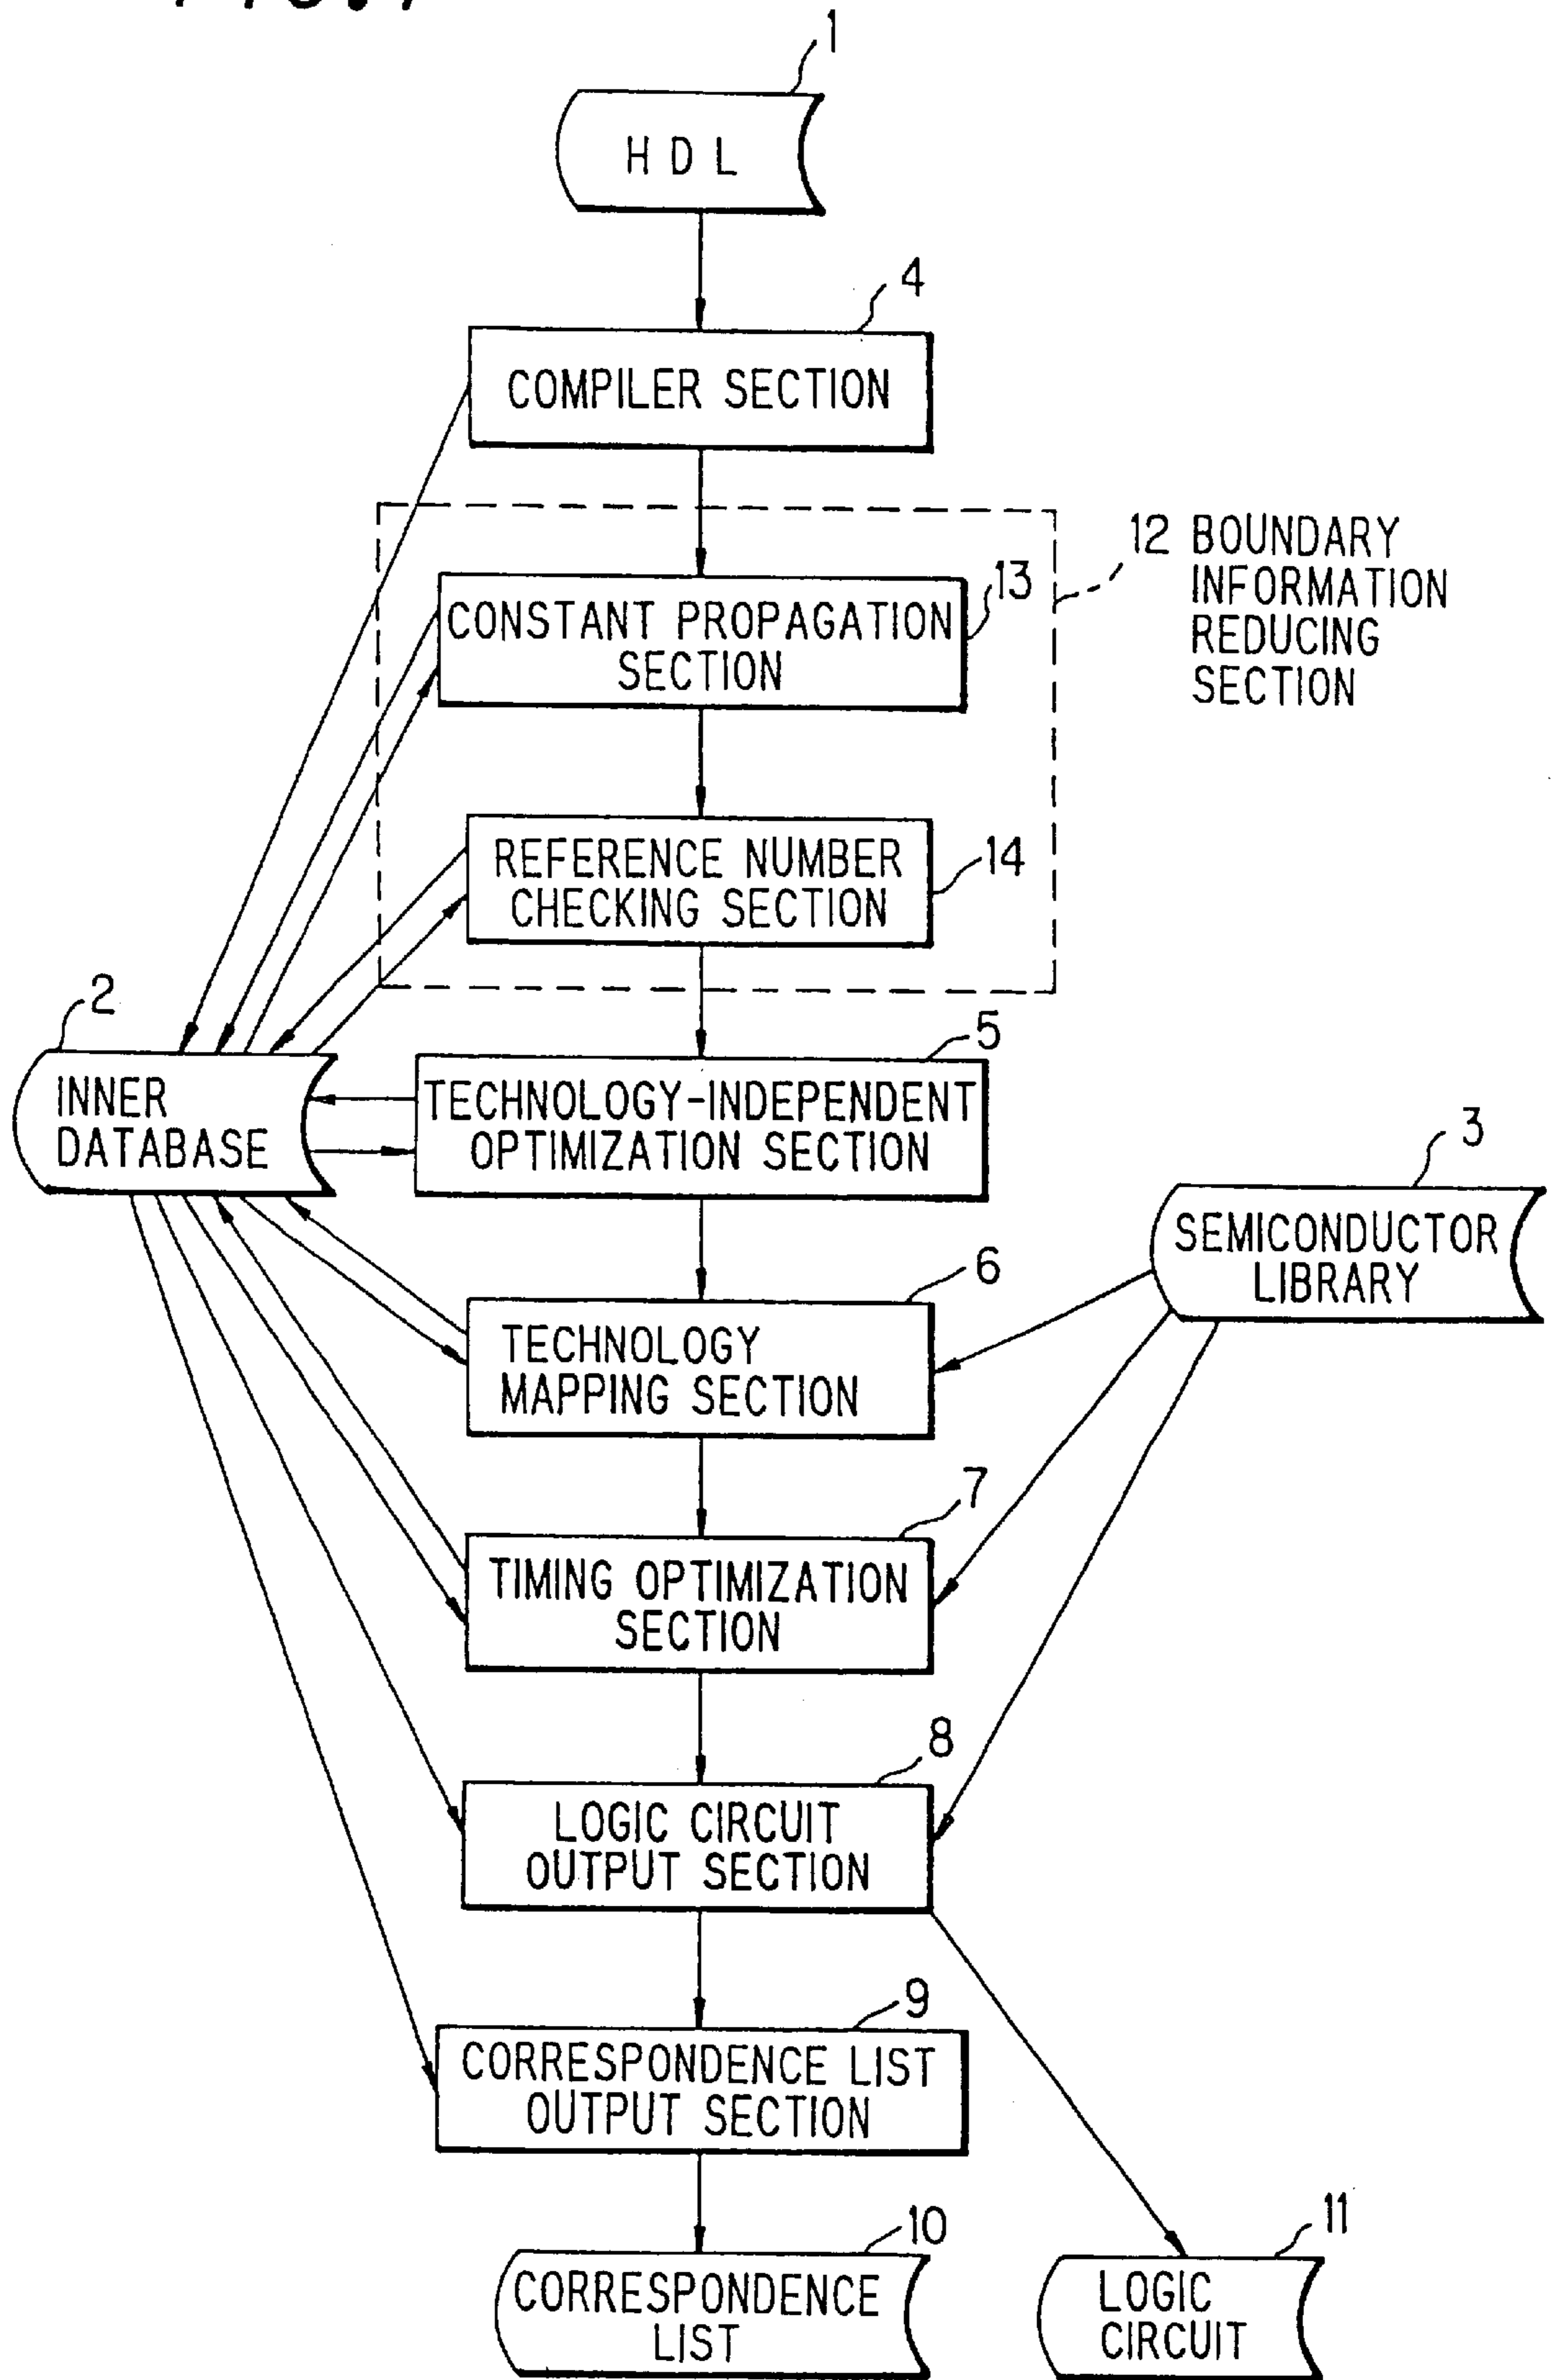 1
H D L
4
COMPILER SECTION
12 BOUNDARY
INFORMATION
REDUCING
SECTION
13
CONSTANT PROPAGATION
SECTION
14
REFERENCE NUMBER
CHECKING SECTION
2
INNER
DATABASE
5
TECHNOLOGY-INDEPENDENT
OPTIMIZATION SECTION
3
SEMICONDUCTOR
LIBRARY
6
TECHNOLOGY
MAPPING SECTION
7
TIMING OPTIMIZATION
SECTION
8
LOGIC CIRCUIT
OUTPUT SECTION
9
CORRESPONDENCE LIST
OUTPUT SECTION
10
CORRESPONDENCE
LIST
11
LOGIC
CIRCUIT